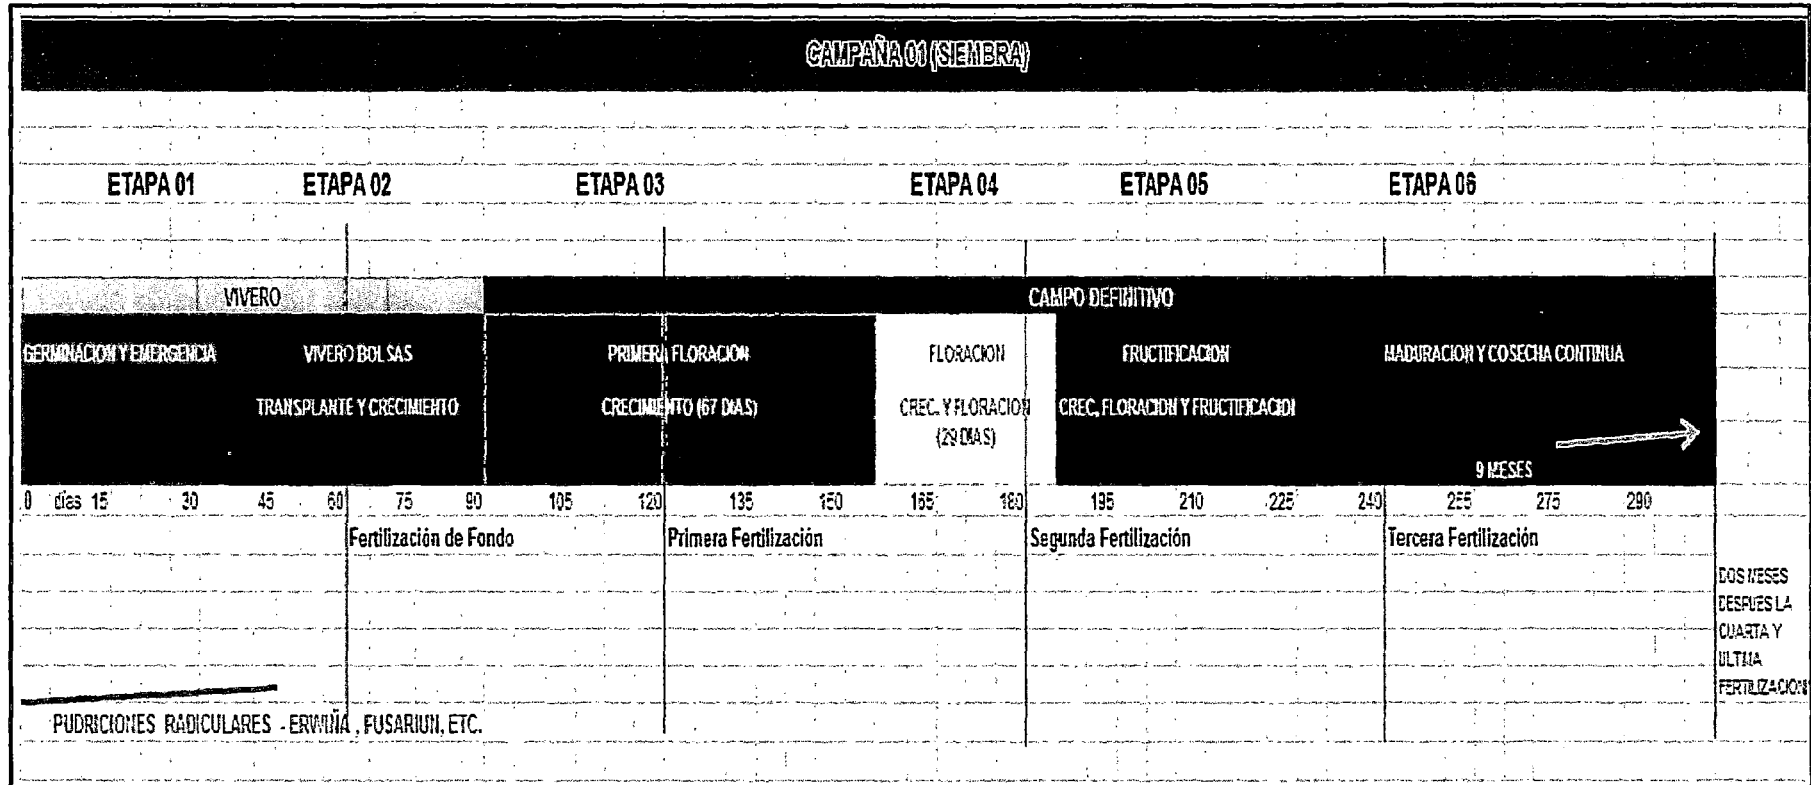 CAMPAÑA 01 (SIEMBRA)
ETAPA 01 ETAPA 02 ETAPA 03 ETAPA 04 ETAPA 05 ETAPA 06
VIVERO CAMPO DEFINITIVO
GERMINACION Y EMERGENCIA VIVERO BOLSAS PRIMERA FLORACION FLORACION FRUCTIFICACION MADURACION Y COSECHA CONTINUA
TRANSPLANTE Y CRECIMIENTO CRECIMIENTO (67 DIAS) CREC. Y FLORACION CREC, FLORACION Y FRUCTIFICACIO
(29 DIAS)
9 MESES
0 días 15 30 45 60 75 90 105 120 135 150 165 180 195 210 225 240 255 275 290
Fertilización de Fondo Primera Fertilización Segunda Fertilización Tercera Fertilización
DOS MESES
DESPUES LA
CUARTA Y
ULTIMA
FERTILIZACION
PUDRICIONES RADICULARES - ERWIÑA , FUSARIUN, ETC.